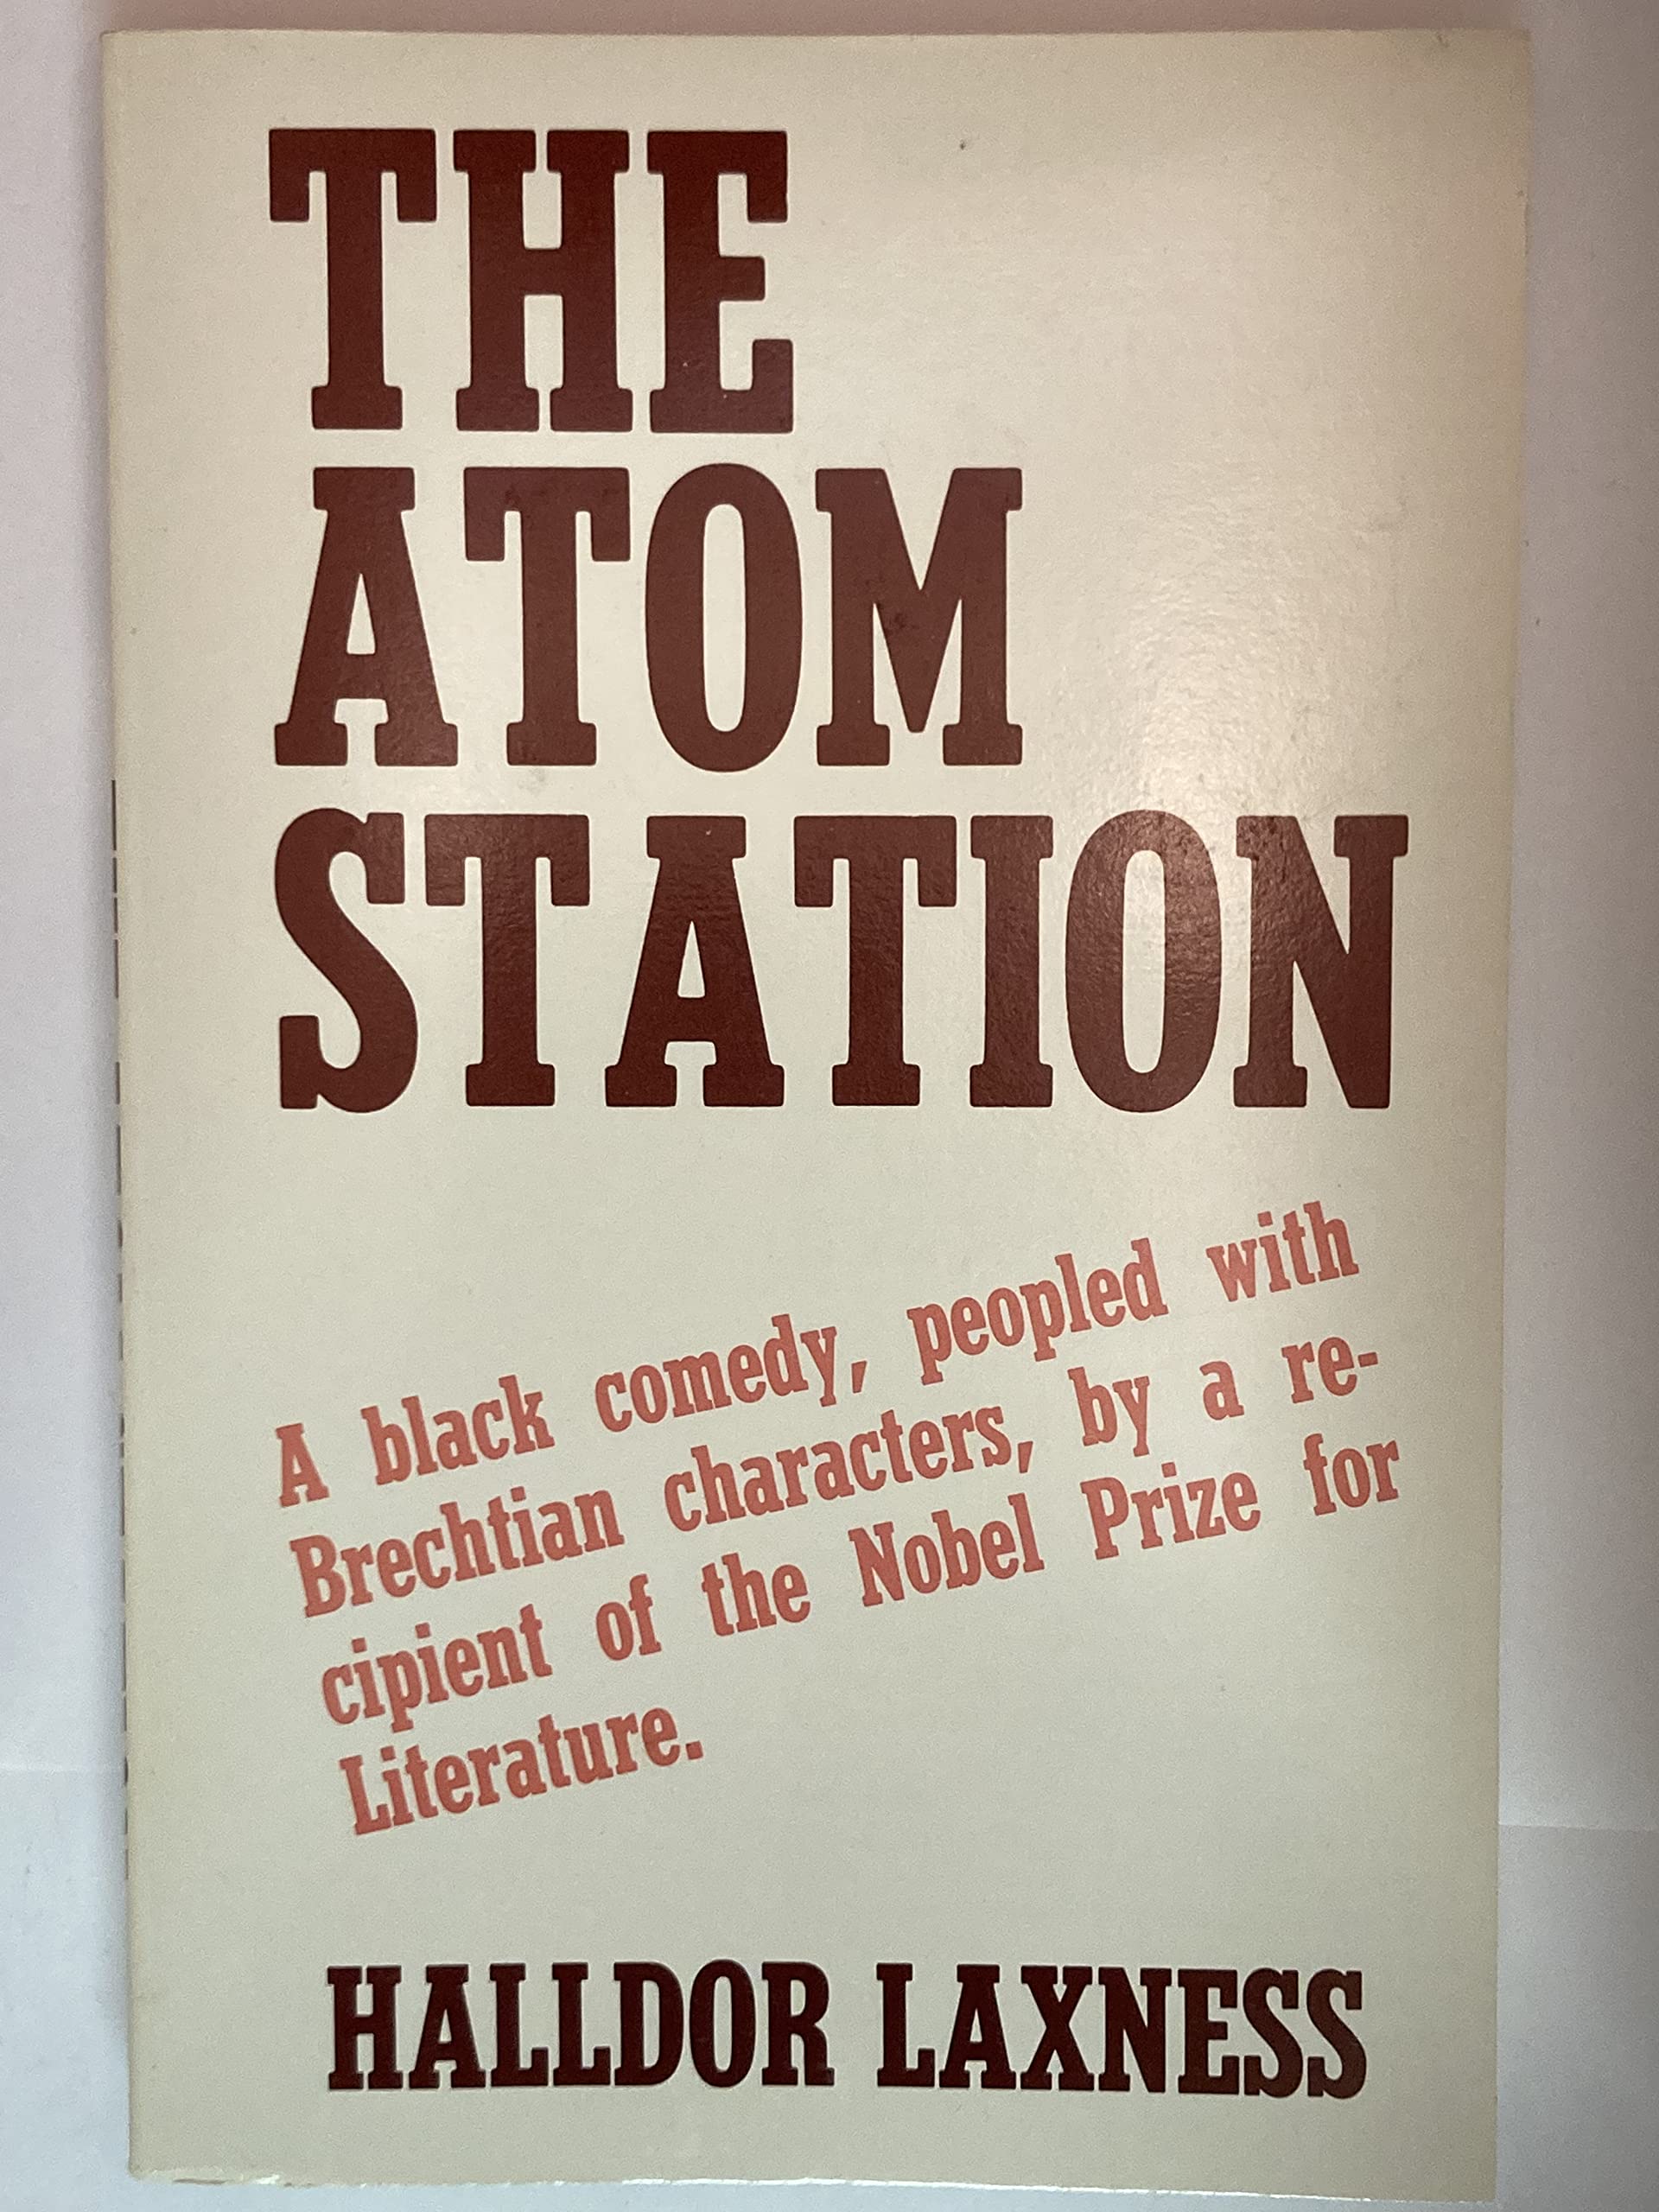 THE
ATOM
STATION
A black comedy, peopled with
Brechtian characters, by a re-
cipient of the Nobel Prize for
Literature.
HALLDOR LAXNESS